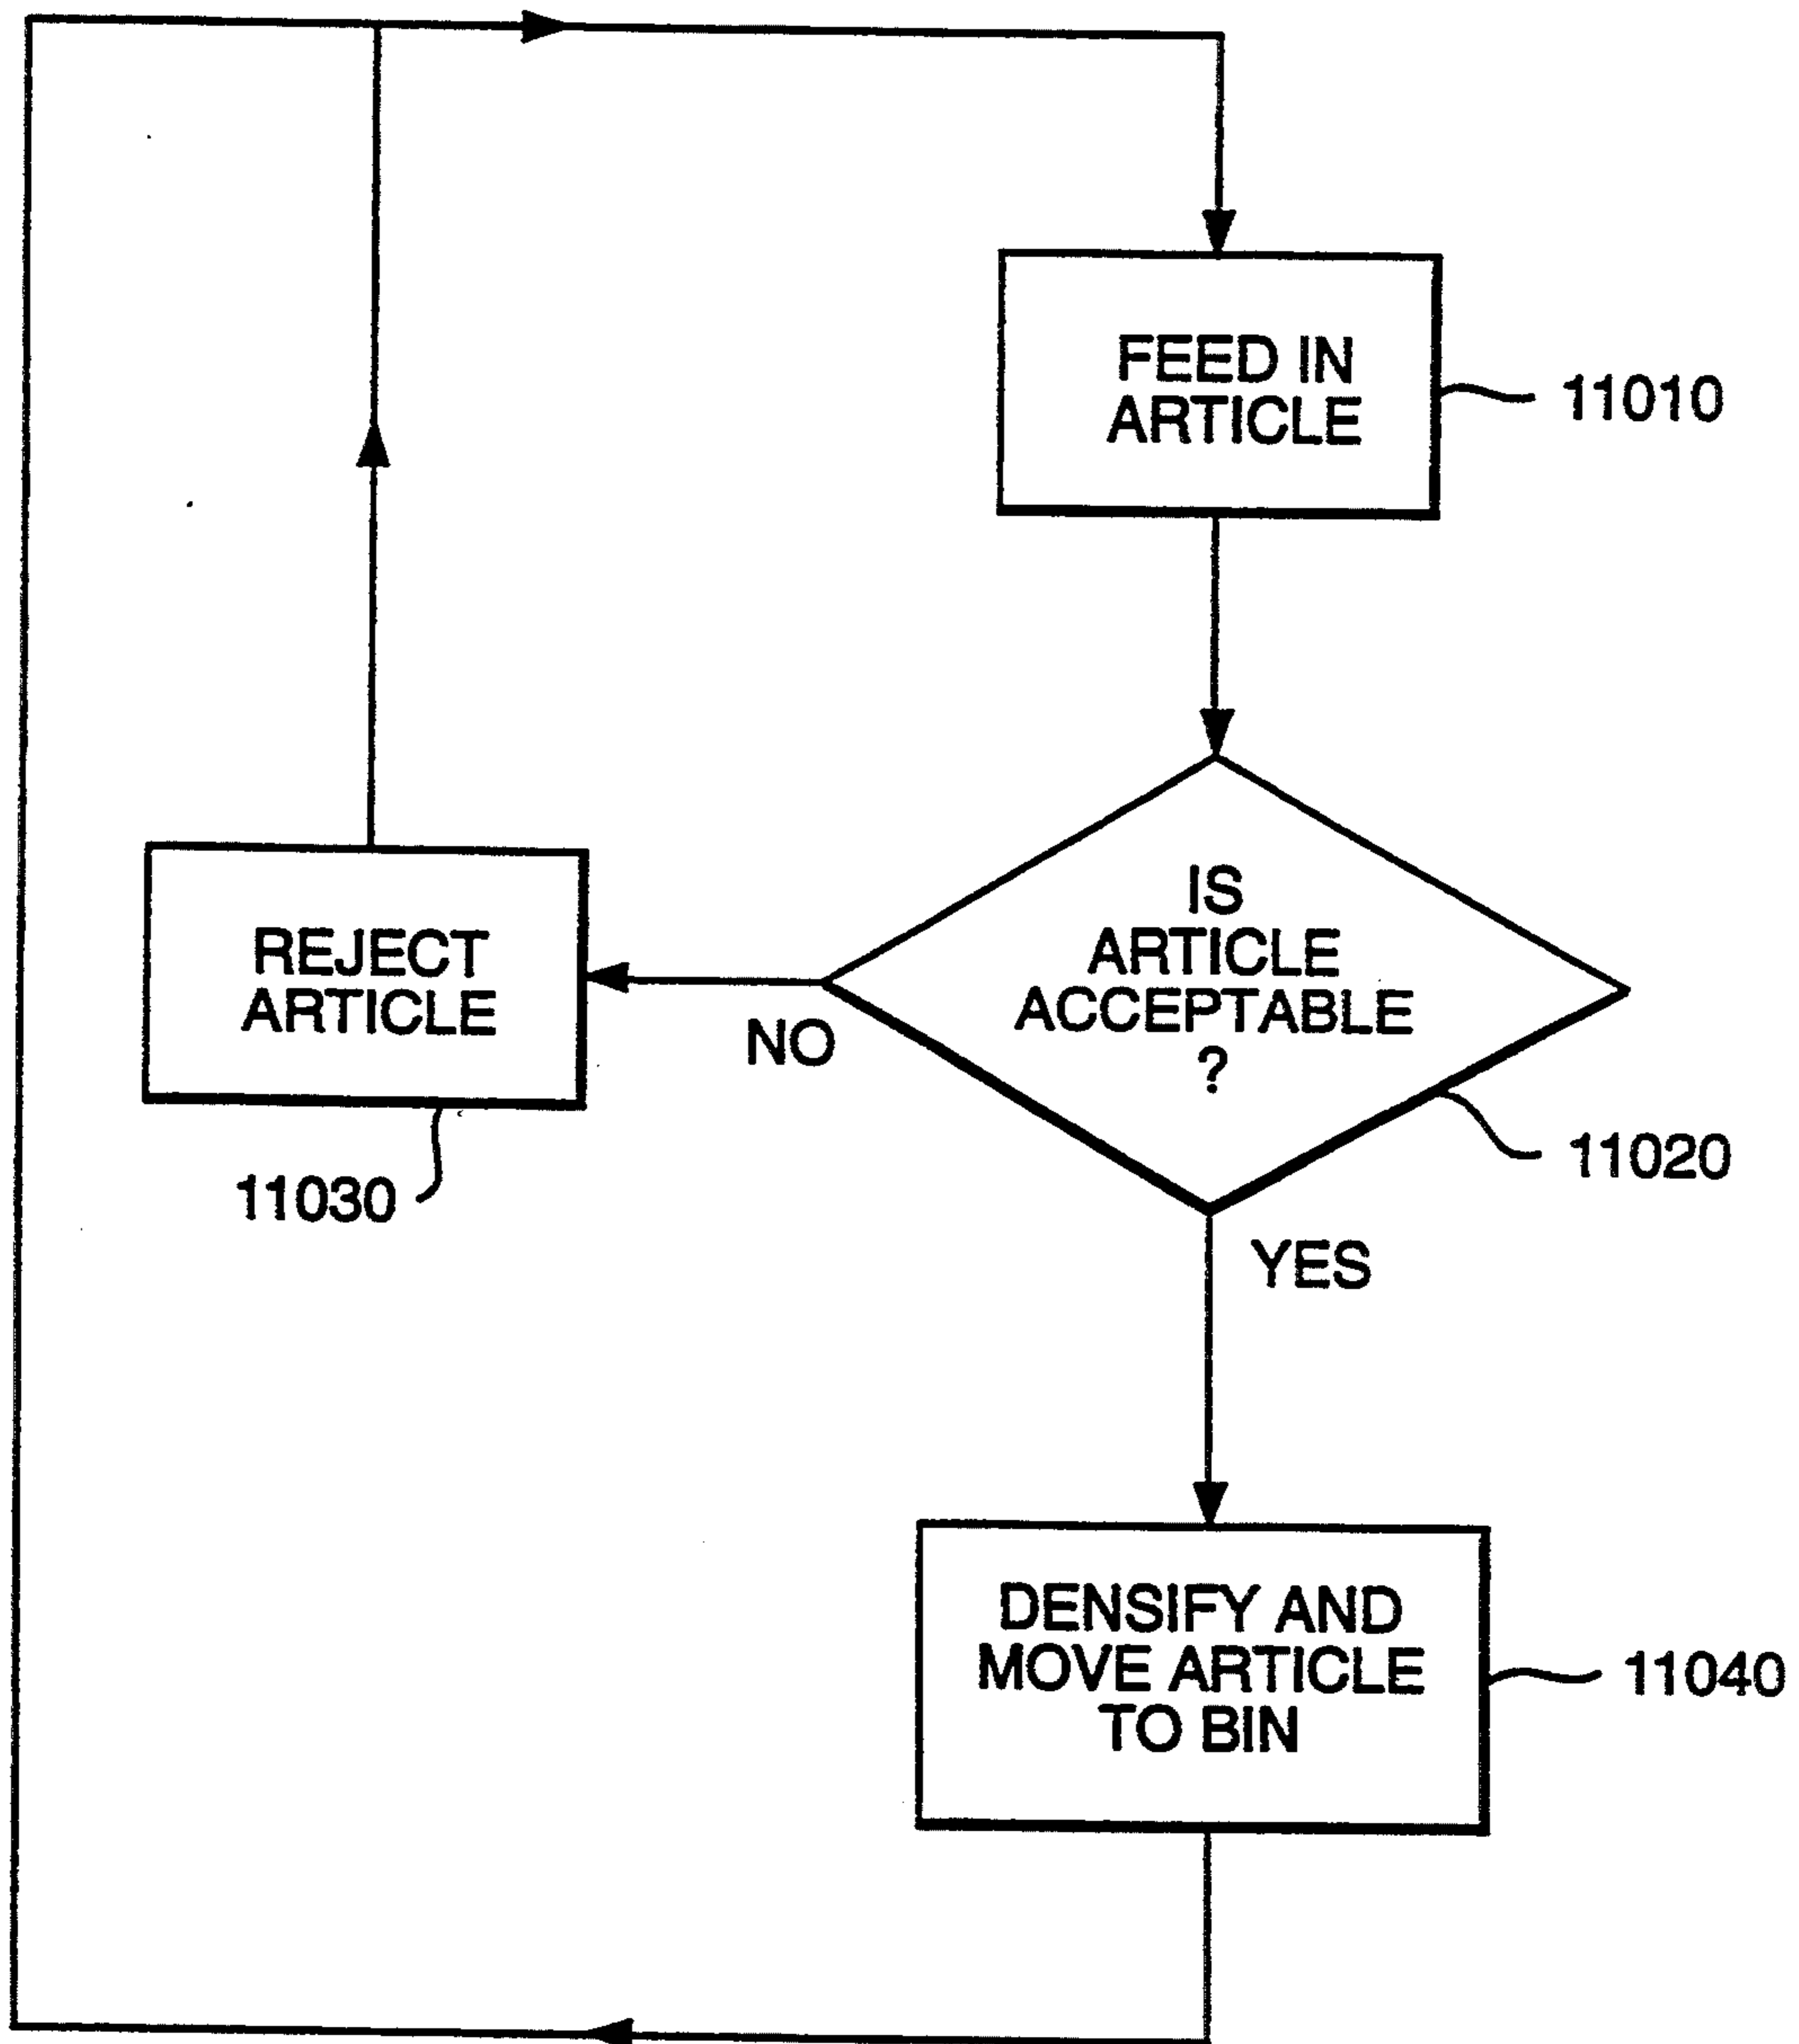 FEED IN
ARTICLE
11010
IS
ARTICLE
ACCEPTABLE
?
11020
NO
REJECT
ARTICLE
11030
YES
DENSIFY AND
MOVE ARTICLE
TO BIN
11040